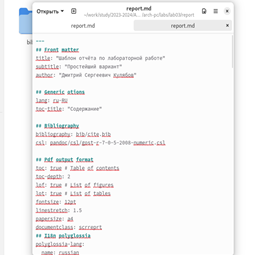 Открыть
report.md
~/work/study/2023-2024/А.../arch-pc/labs/lab03/report
report.md
report.md
---
## Front matter
title: "Шаблон отчёта по лабораторной работе"
subtitle: "Простейший вариант"
author: "Дмитрий Сергеевич Кулябов"
## Generic otions
lang: ru-RU
toc-title: "Содержание"
## Bibliography
bibliography: bib/cite.bib
csl: pandoc/csl/gost-r-7-0-5-2008-numeric.csl
## Pdf output format
toc: true # Table of contents
toc-depth: 2
lof: true # List of figures
lot: true # List of tables
fontsize: 12pt
linestretch: 1.5
papersize: a4
documentclass: scrreprt
## I18n polyglossia
polyglossia-lang:
name: russian